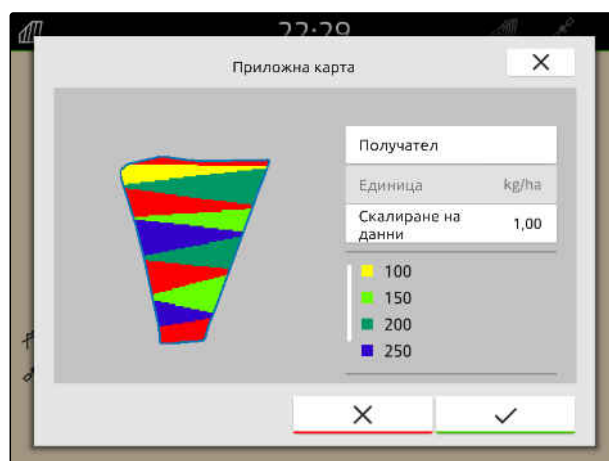 22:29
Приложна карта
Получател
Единица kg/ha
Скалиране на
данни 1,00
100
150
200
250